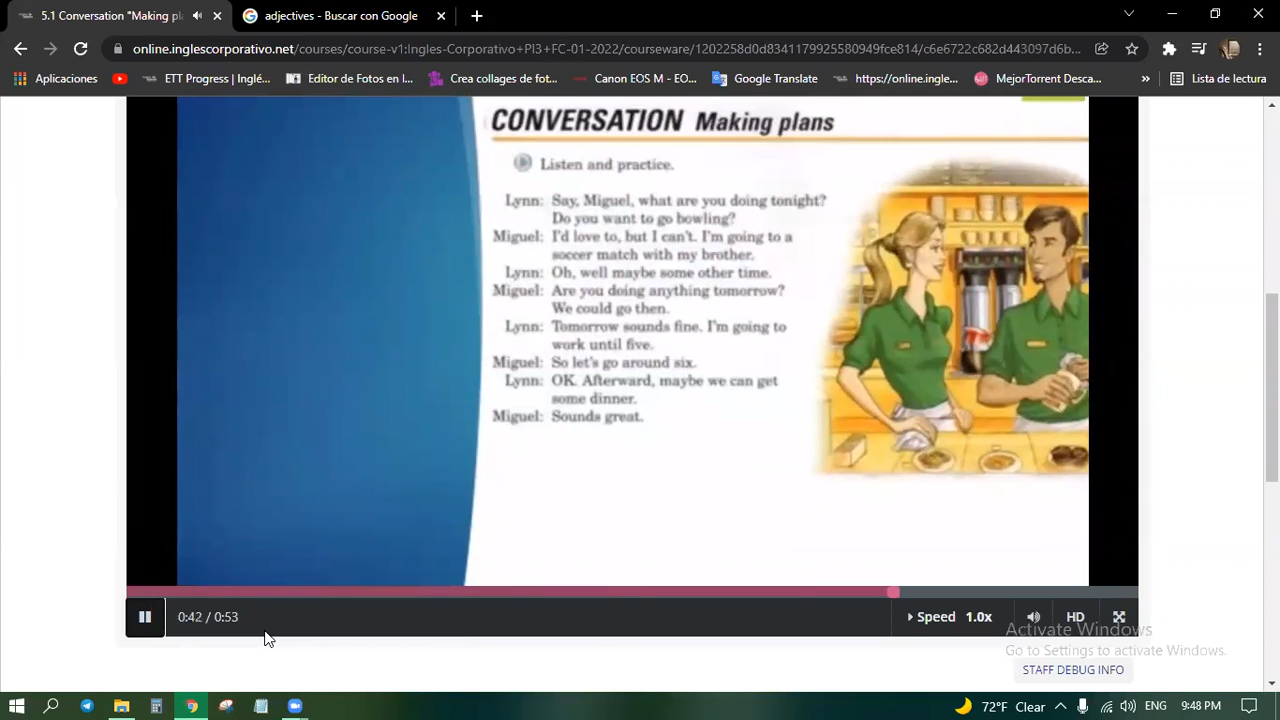 5.1 Conversation "Making pl
adjectives - Buscar con Google
online.inglescorporativo.net/courses/course-v1:Ingles-Corporativo+PI3+FC-01-2022/courseware/1202258d0d8341179925580949fce814/c6e6722c682d443097d6b...
Aplicaciones
ETT Progress | Inglé...
Editor de Fotos en l...
Crea collages de fot...
Canon EOS M - EO...
Google Translate
https://online.ingle...
MejorTorrent Desca...
»
Lista de lectura
CONVERSATION Making plans
Listen and practice.
Lynn: Say, Miguel, what are you doing tonight?
Do you want to go bowling?
Miguel: I'd love to, but I can't. I'm going to a
soccer match with my brother.
Lynn: Oh, well maybe some other time.
Miguel: Are you doing anything tomorrow?
We could go then.
Lynn: Tomorrow sounds fine. I'm going to
work until five.
Miguel: So let's go around six.
Lynn: OK. Afterward, maybe we can get
some dinner.
Miguel: Sounds great.
0:42 / 0:53
Speed 1.0x
HD
Activate Windows
Go to Settings to activate Windows.
STAFF DEBUG INFO
72°F Clear
ENG
9:48 PM